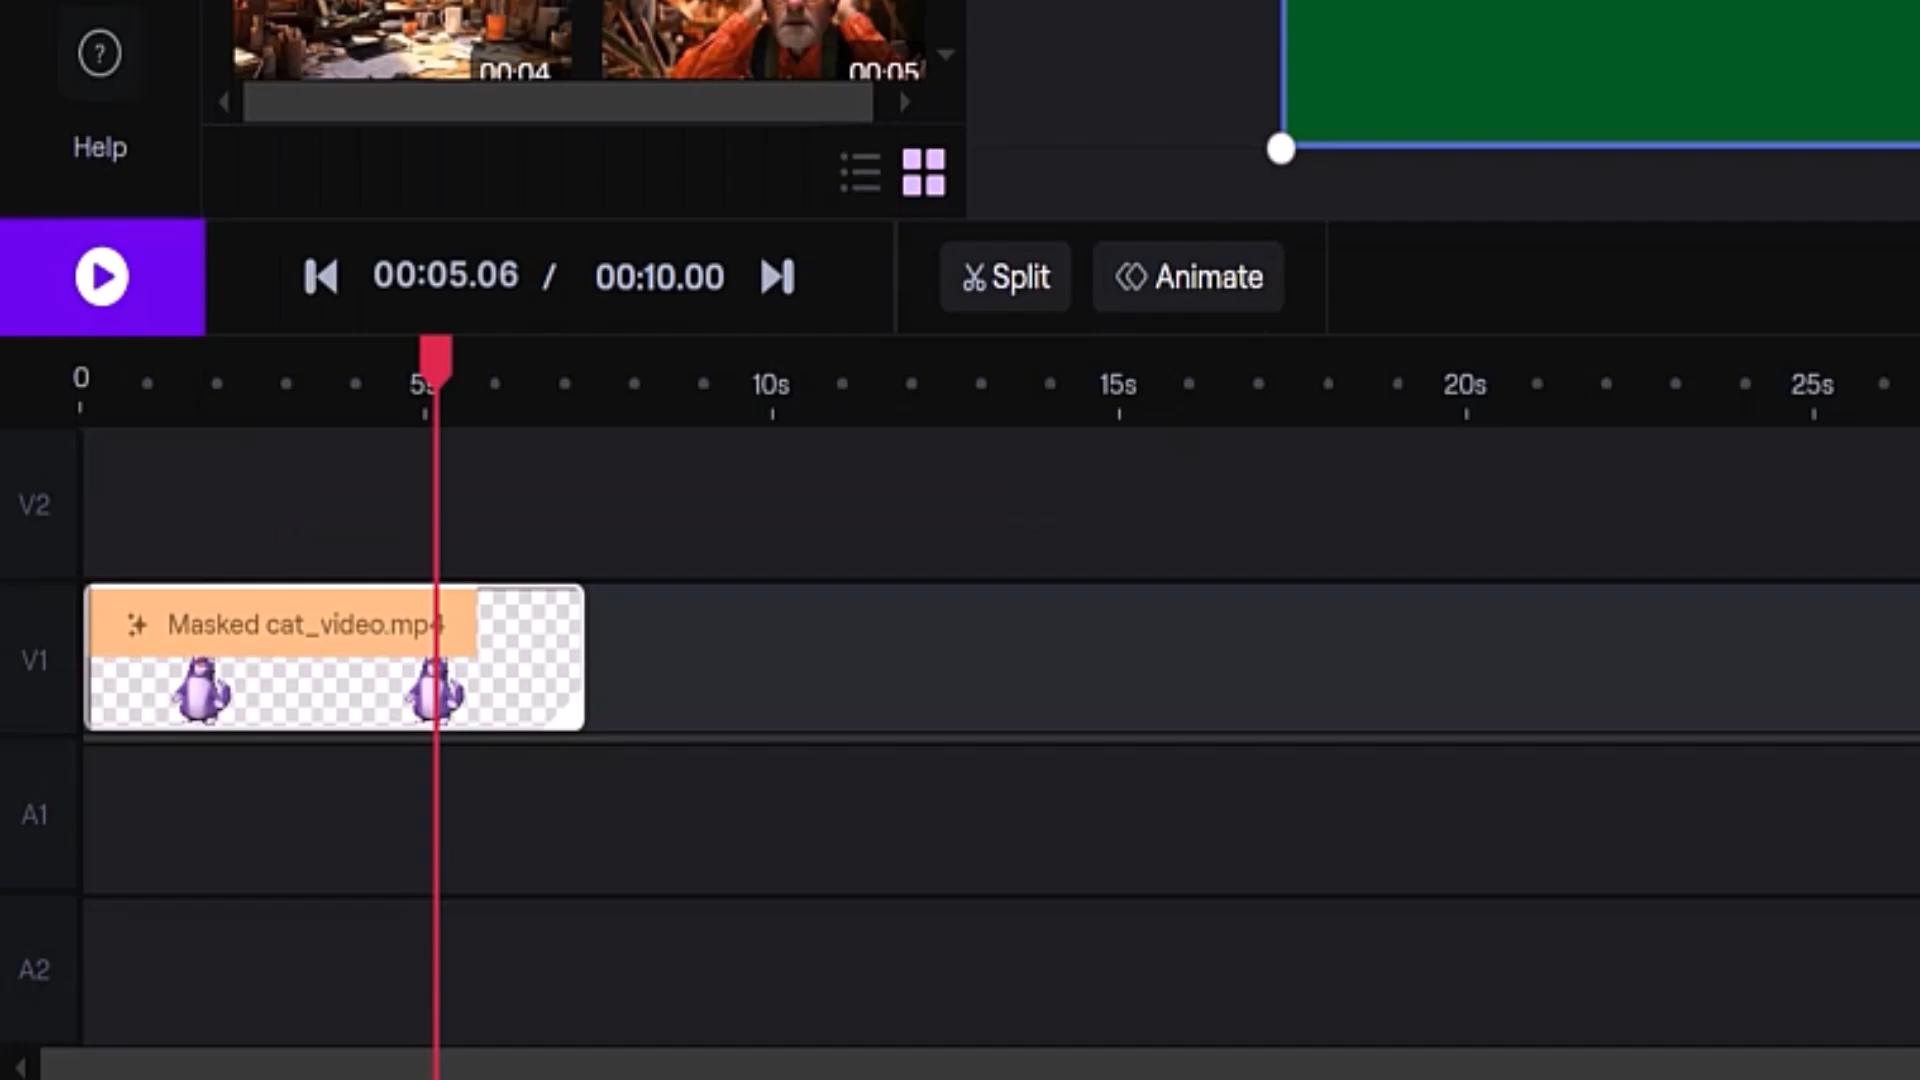 ?
00:04
00:05
Help
00:05.06 / 00:10.00
Split
Animate
0
5s
10s
15s
20s
25s
V2
Masked cat_video.mp4
V1
A1
A2